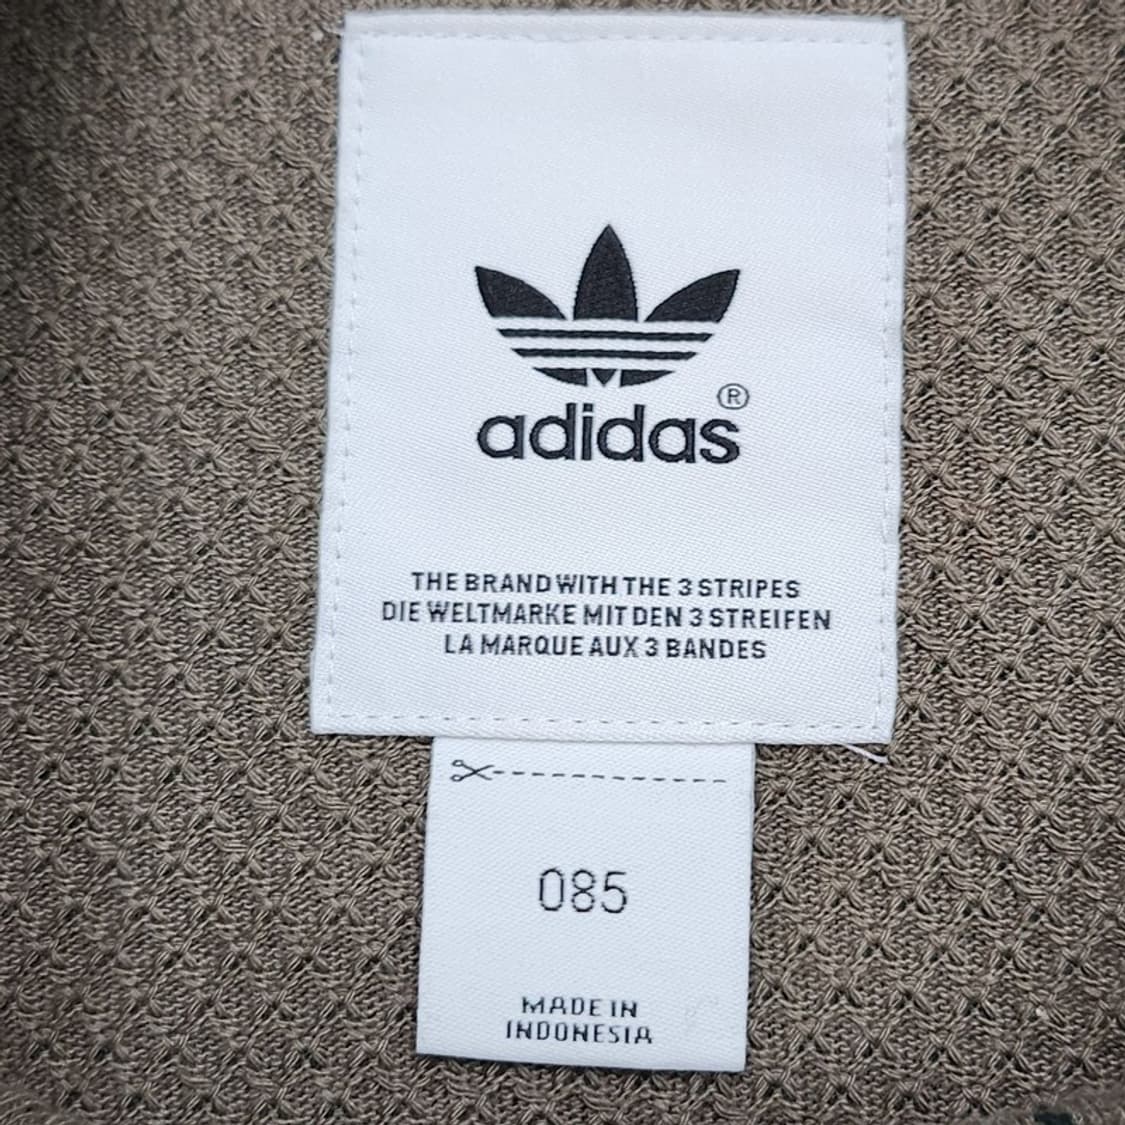 adidas®
THE BRAND WITH THE 3 STRIPES
DIE WELTMARKE MIT DEN 3 STREIFEN
LA MARQUE AUX 3 BANDES
085
MADE IN
INDONESIA